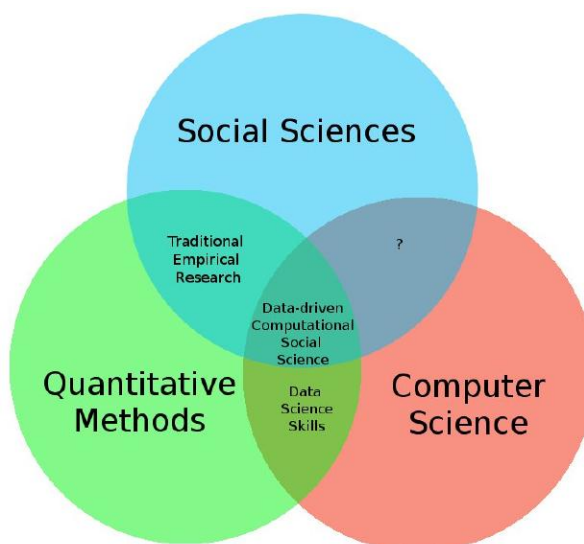 Social Sciences
Traditional
Empirical
Research
?
Data-driven
Computational
Social
Science
Quantitative
Methods
Data
Science
Skills
Computer
Science